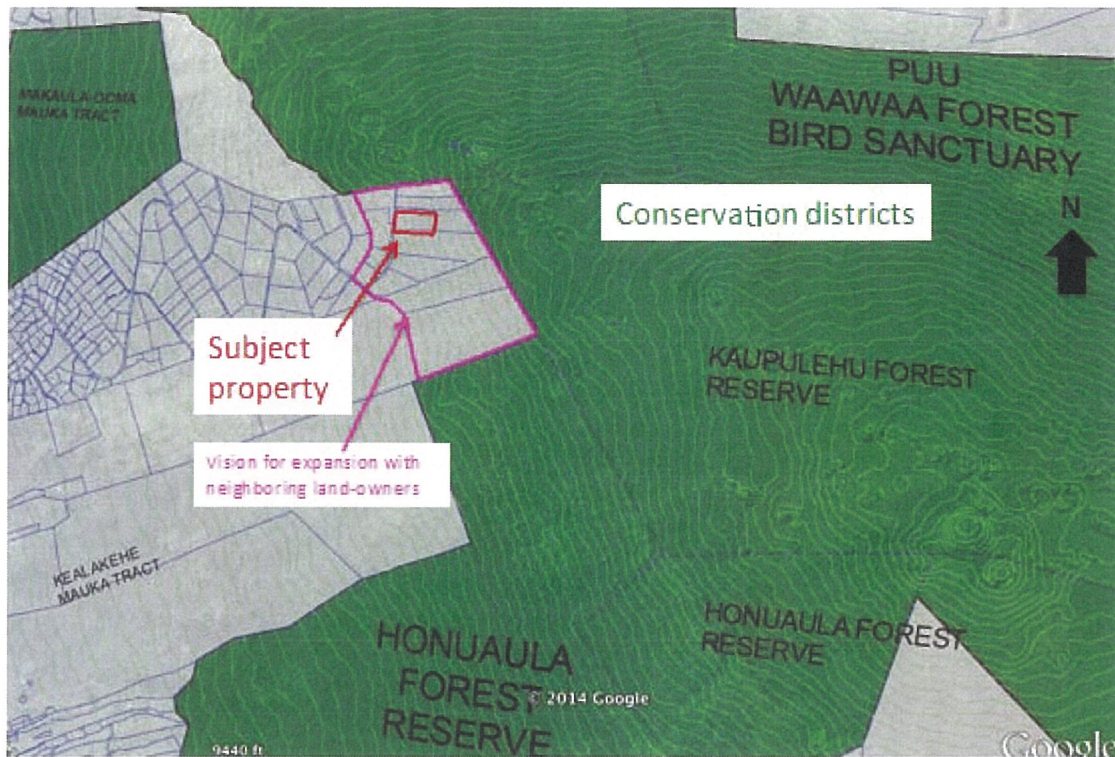 MAKAULA-OOMA
MAUKA TRACT
PUU
WAAWAA FOREST
BIRD SANCTUARY
N
Conservation districts
Subject
property
KAUPULEHU FOREST
RESERVE
Vision for expansion with
neighboring land-owners
KEALAKEHE
MAUKA TRACT
HONUAULA
FOREST
RESERVE
HONUAULA FOREST
RESERVE
© 2014 Google
9440 ft
Google